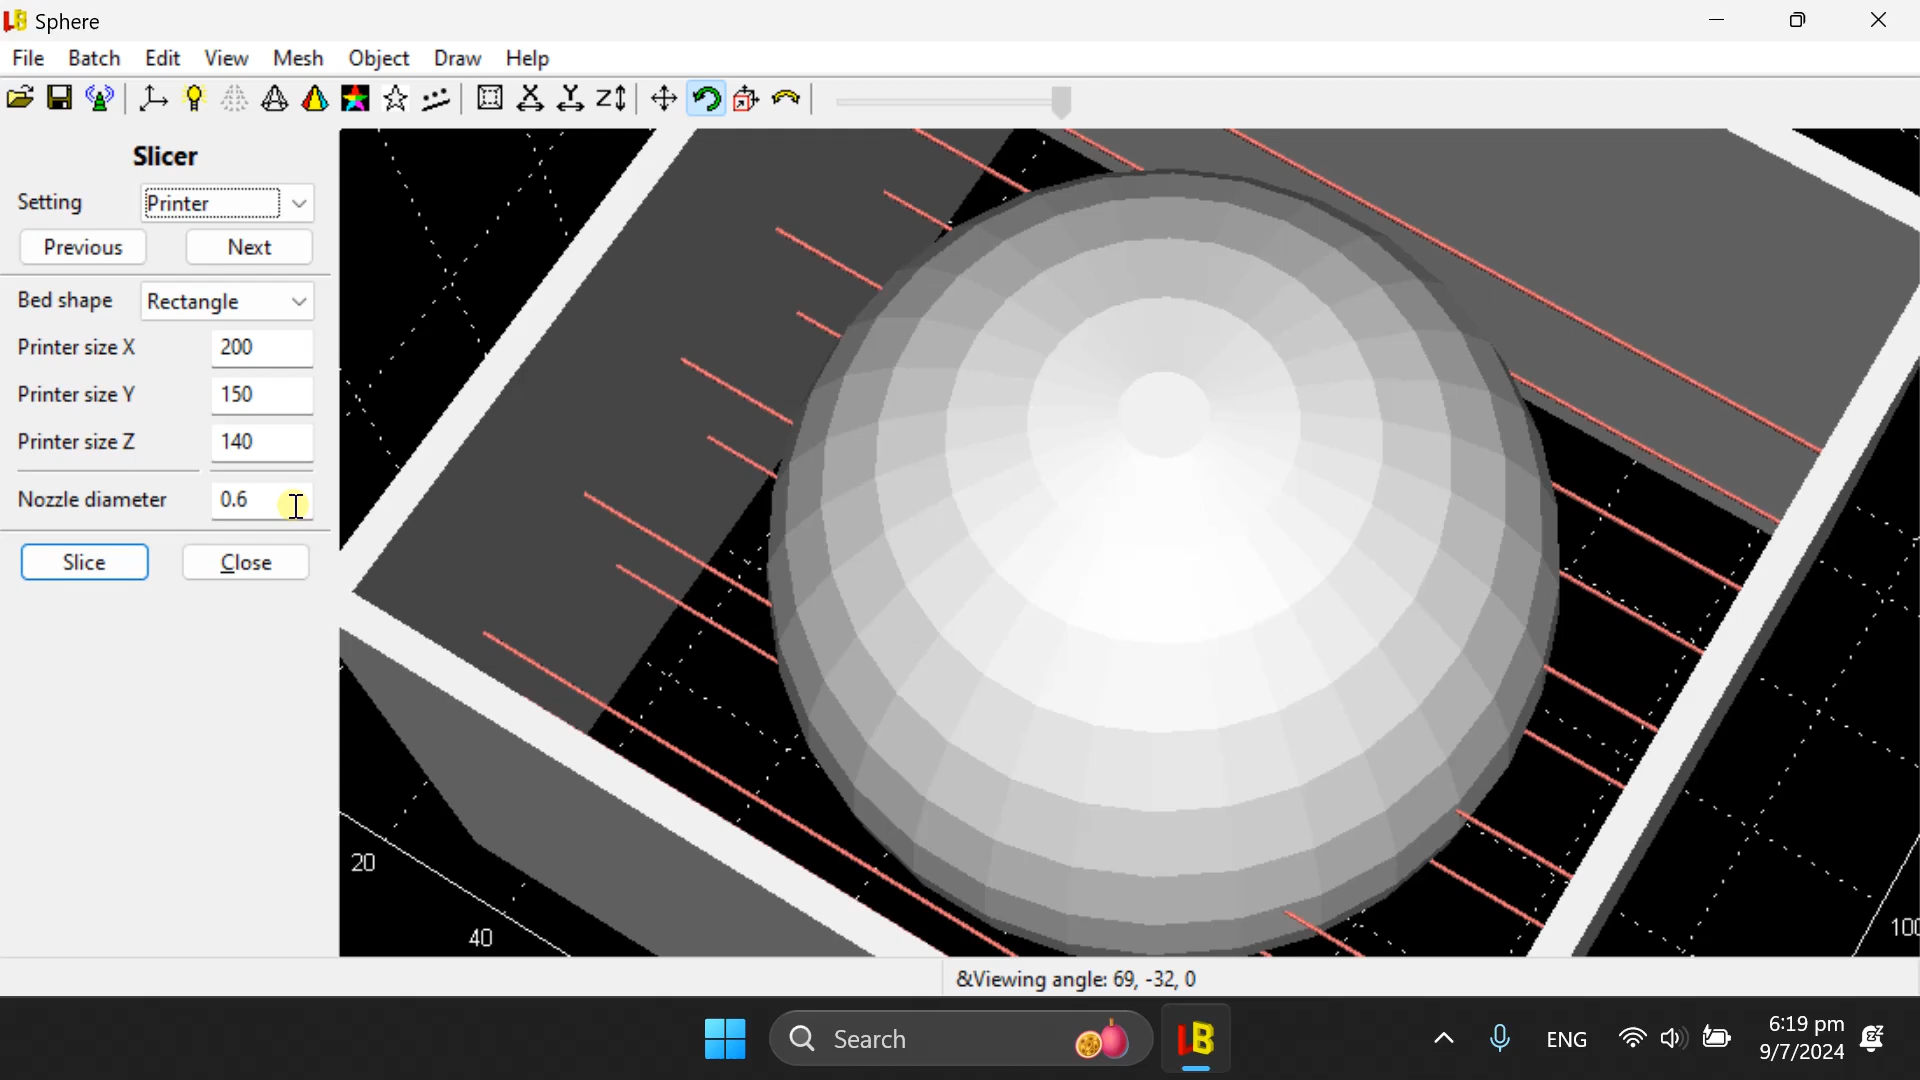 LB Sphere
File Batch Edit View Mesh Object Draw Help
X Y Z
Slicer
Setting Printer
Previous Next
Bed shape Rectangle
Printer size X 200
Printer size Y 150
Printer size Z 140
Nozzle diameter 0.6
Slice Close
20
40
100
&Viewing angle: 69, -32, 0
Search
LB
ENG
6:19 pm
9/7/2024